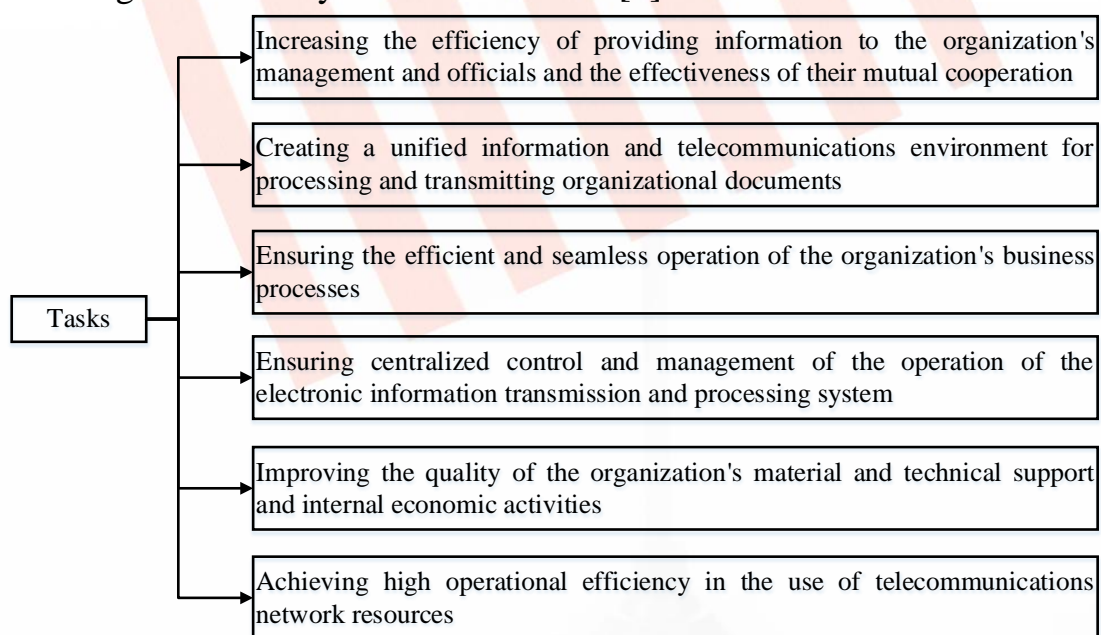 Increasing the efficiency of providing information to the organization's
management and officials and the effectiveness of their mutual cooperation
Creating a unified information and telecommunications environment for
processing and transmitting organizational documents
Ensuring the efficient and seamless operation of the organization's business
processes
Tasks
Ensuring centralized control and management of the operation of the
electronic information transmission and processing system
Improving the quality of the organization's material and technical support
and internal economic activities
Achieving high operational efficiency in the use of telecommunications
network resources